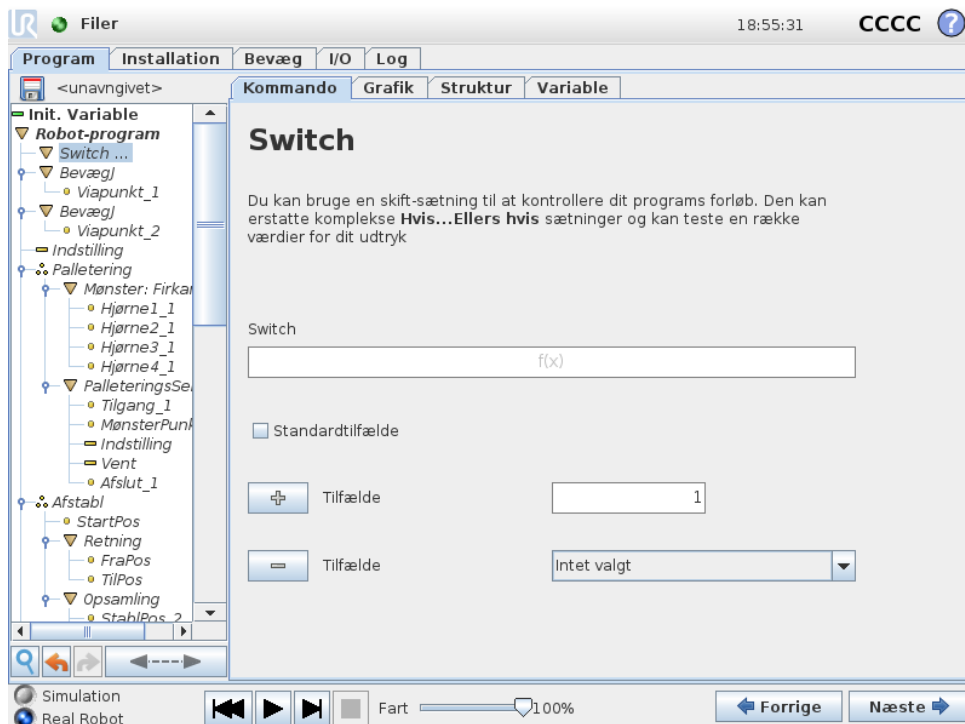 UR Filer 18:55:31 CCCC ?
Program Installation Bevæg I/O Log
<unavngivet> Kommando Grafik Struktur Variable
Init. Variable
Robot-program
Switch ...
BevægJ
Viapunkt_1
BevægJ
Viapunkt_2
Indstilling
Palletering
Mønster: Firkan
Hjørne1_1
Hjørne2_1
Hjørne3_1
Hjørne4_1
PalleteringsSe
Tilgang_1
MønsterPunk
Indstilling
Vent
Afslut_1
Afstabl
StartPos
Retning
FraPos
TilPos
Opsamling
StablPos_2
Switch
Du kan bruge en skift-sætning til at kontrollere dit programs forløb. Den kan
erstatte komplekse Hvis...Ellers hvis sætninger og kan teste en række
værdier for dit udtryk
Switch
f(x)
Standardtilfælde
Tilfælde 1
Tilfælde Intet valgt
Simulation
Real Robot
Fart 100%
Forrige Næste